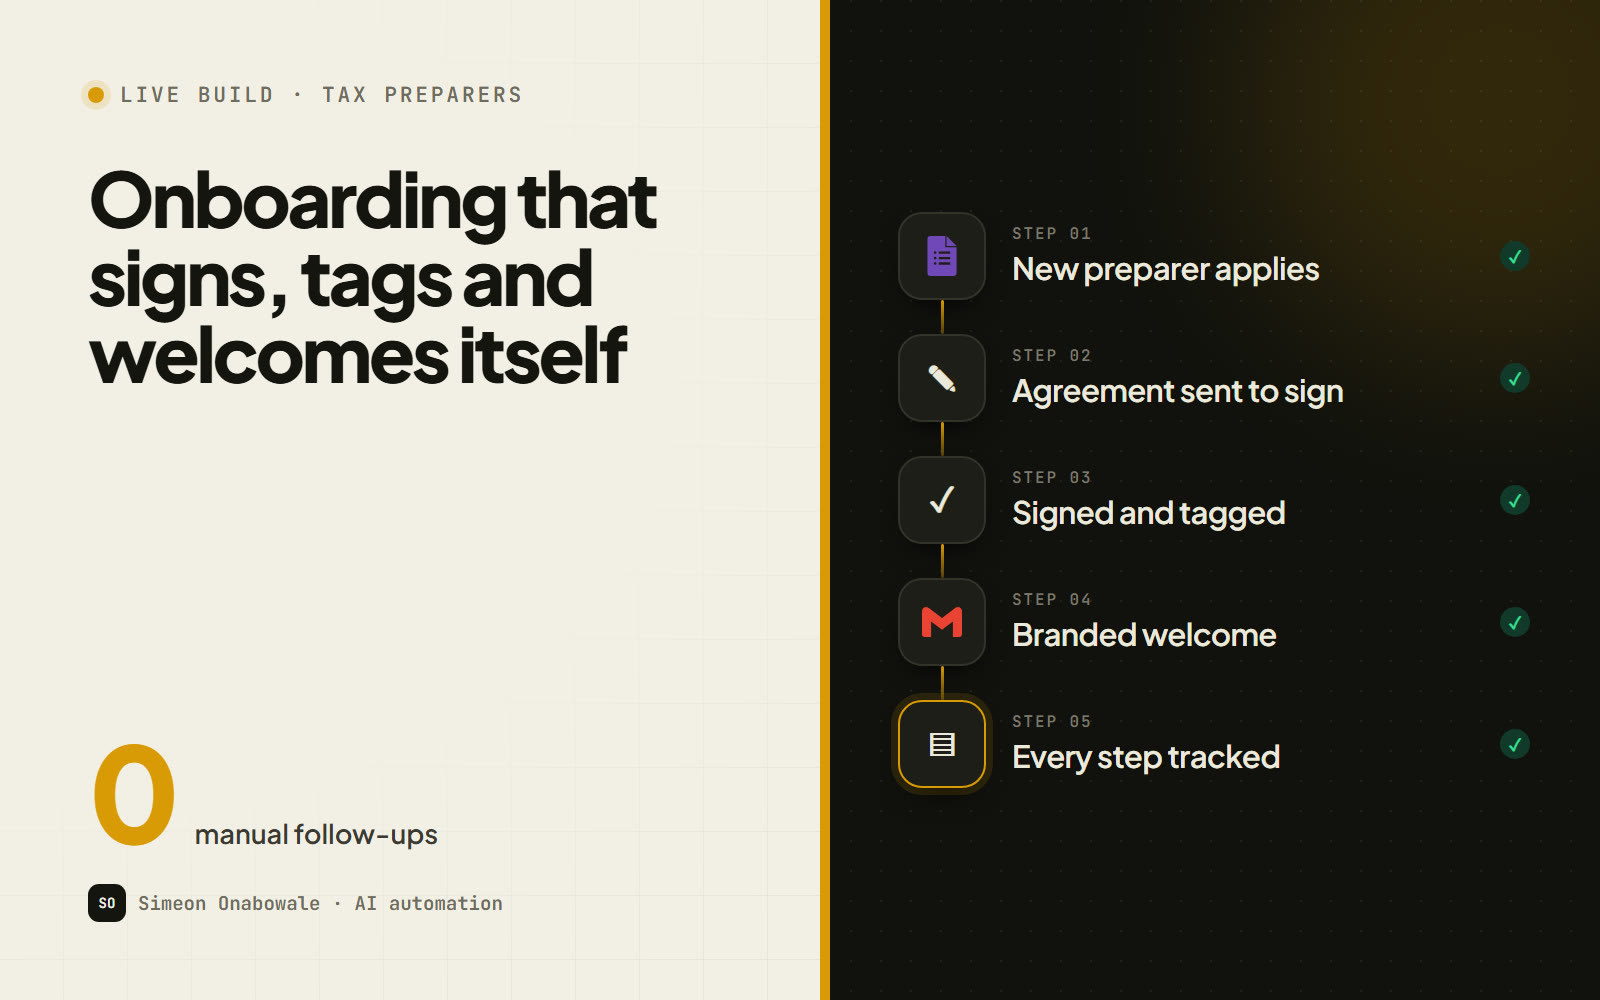 LIVE BUILD · TAX PREPARERS
Onboarding that
signs, tags and
welcomes itself
0 manual follow-ups
SO Simeon Onabowale · AI automation
STEP 01
New preparer applies
STEP 02
Agreement sent to sign
STEP 03
Signed and tagged
STEP 04
Branded welcome
STEP 05
Every step tracked